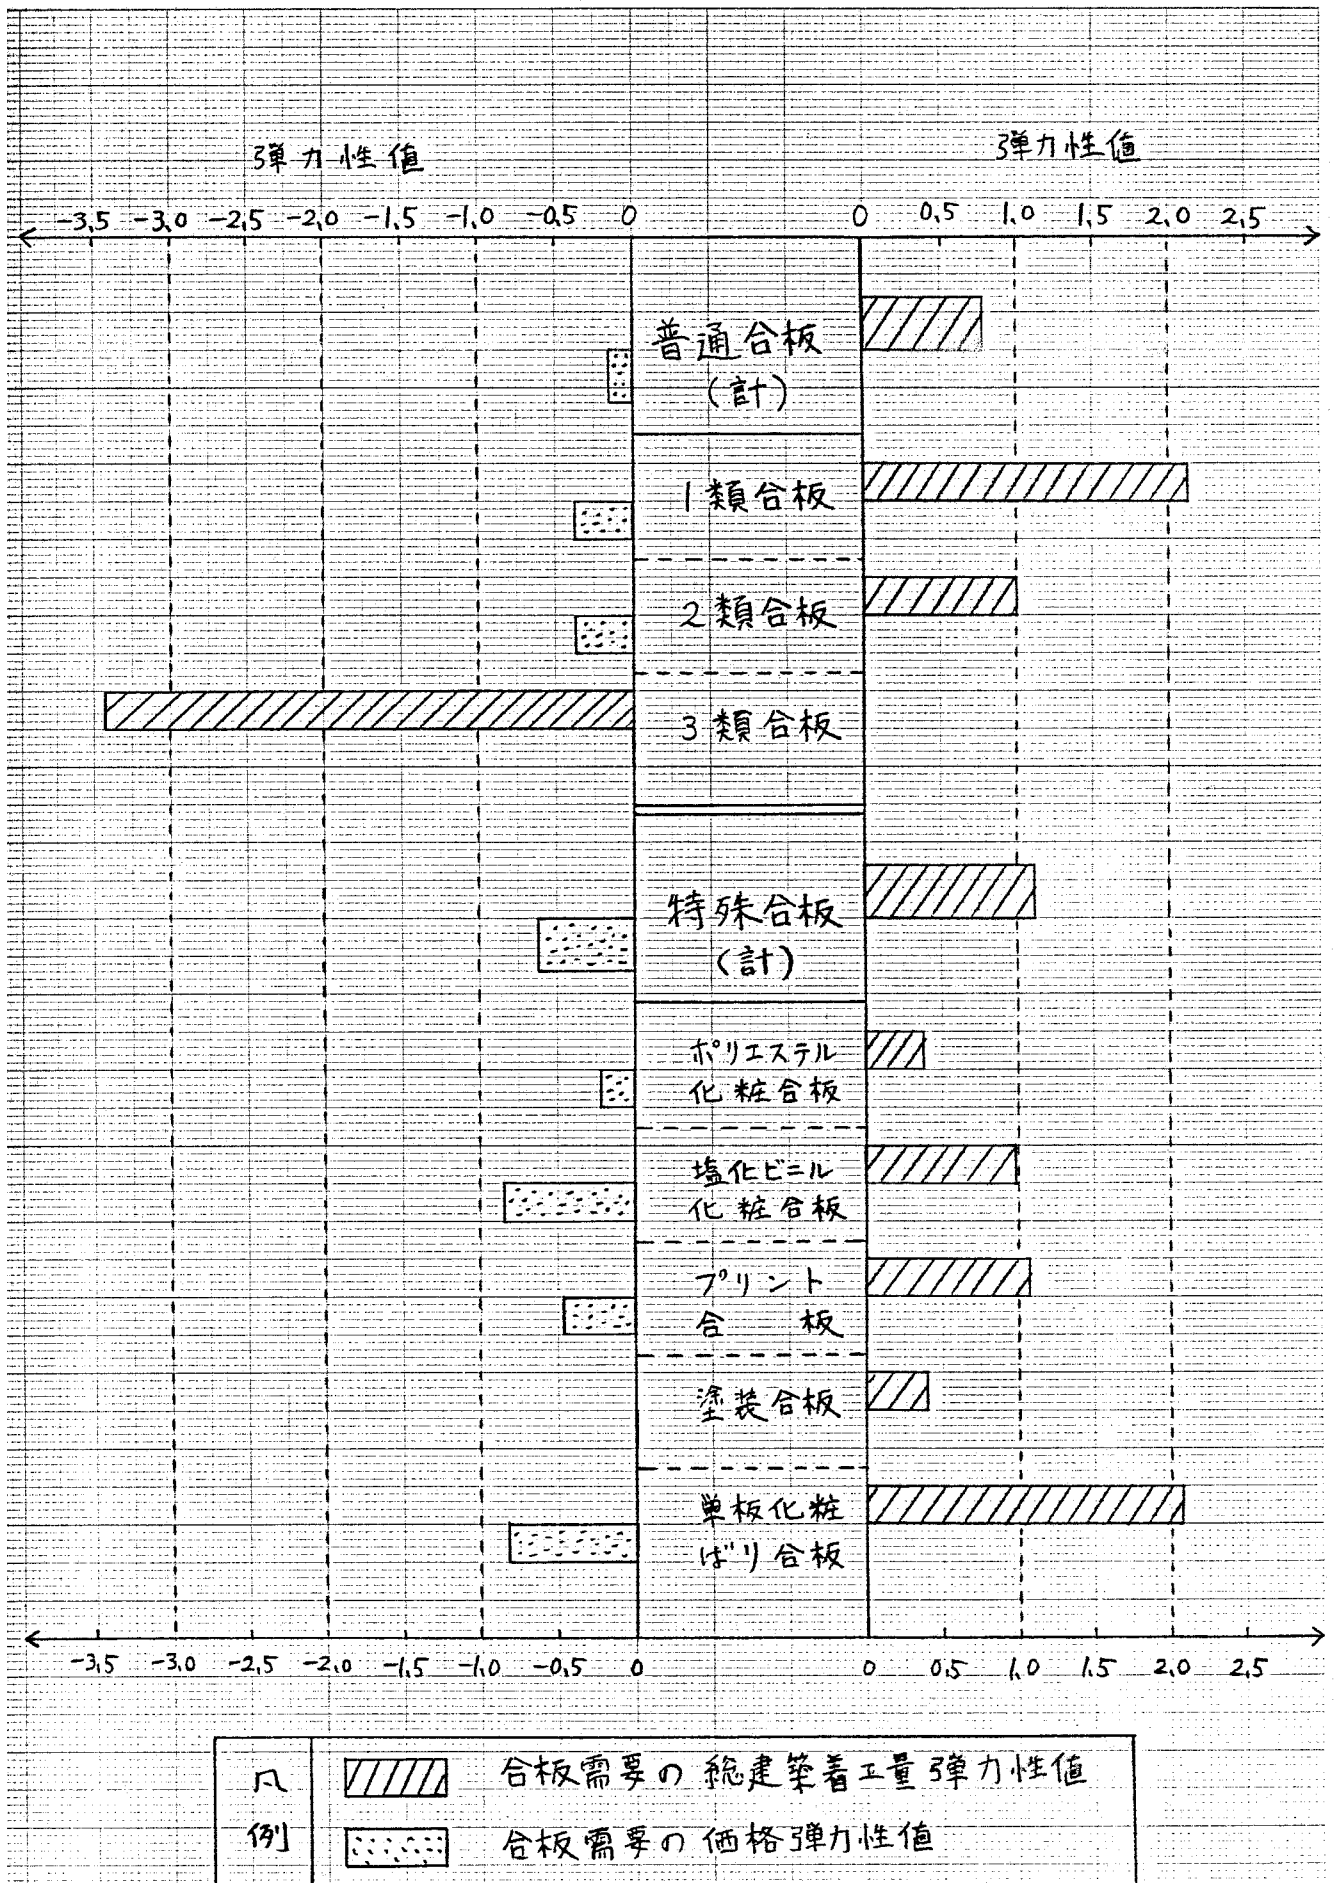 弾力性値
弾力性値
-3.5 -3.0 -2.5 -2.0 -1.5 -1.0 -0.5 0
0 0.5 1.0 1.5 2.0 2.5
普通合板
(計)
1類合板
2類合板
3類合板
特殊合板
(計)
ポリエステル
化粧合板
塩化ビニル
化粧合板
プリント
合板
塗装合板
単板化粧
ばり合板
-3.5 -3.0 -2.5 -2.0 -1.5 -1.0 -0.5 0
0 0.5 1.0 1.5 2.0 2.5
凡例
合板需要の総建築着工量弾力性値
合板需要の価格弾力性値